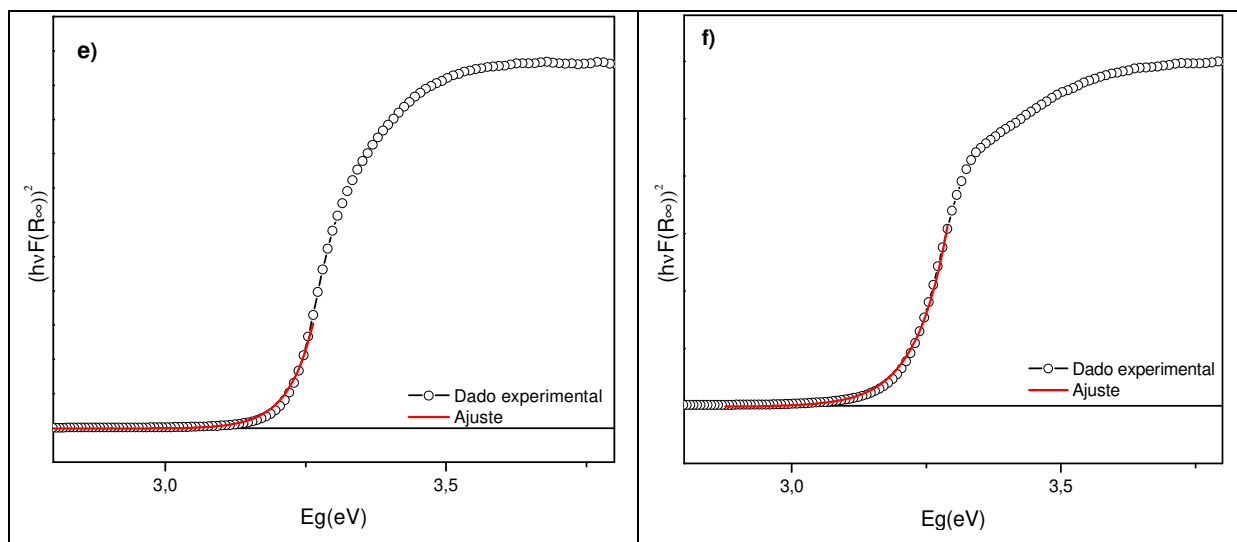 e)
(hνF(R∞))²
Dado experimental
Ajuste
3,0
3,5
Eg(eV)
f)
(hνF(R∞))²
Dado experimental
Ajuste
3,0
3,5
Eg(eV)